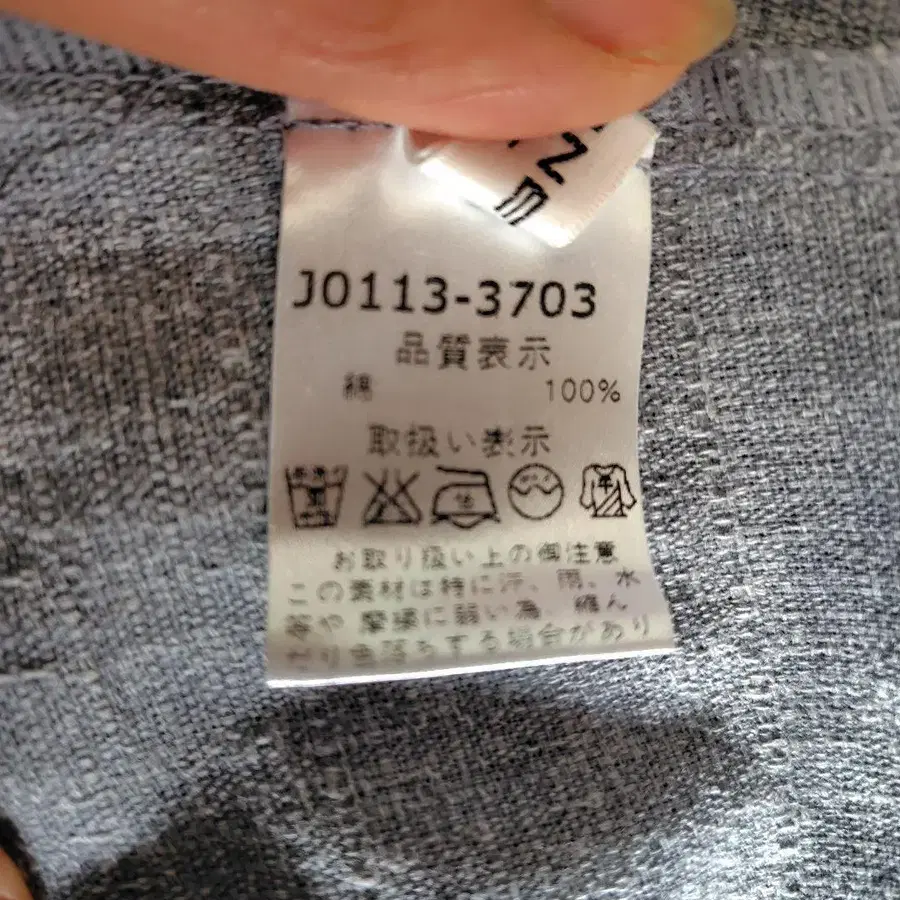 J0113-3703
品質表示
綿 100%
取扱い表示
お取り扱い上の御注意
この素材は特に汗、雨、水
等や 摩擦に弱い為、縮ん
だり色落ちする場合があり